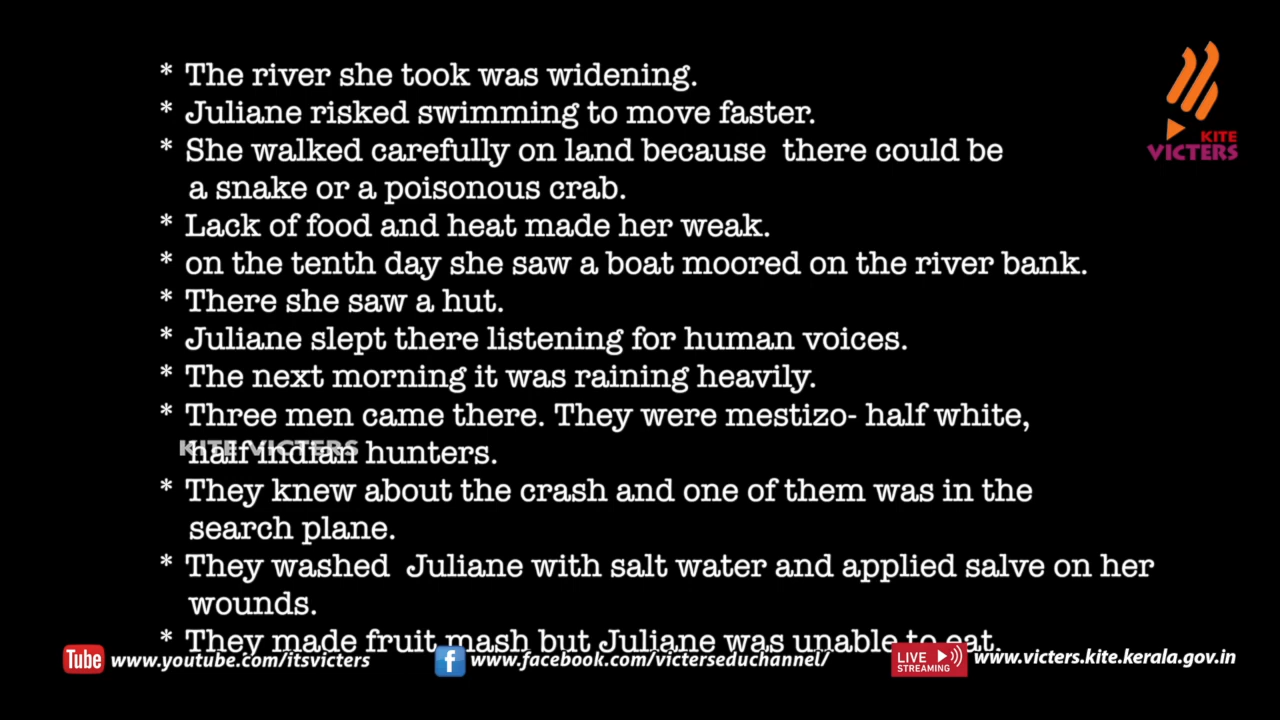 * The river she took was widening.
* Juliane risked swimming to move faster.
* She walked carefully on land because there could be
a snake or a poisonous crab.
* Lack of food and heat made her weak.
* on the tenth day she saw a boat moored on the river bank.
* There she saw a hut.
* Juliane slept there listening for human voices.
* The next morning it was raining heavily.
* Three men came there. They were mestizo- half white,
half indian hunters.
* They knew about the crash and one of them was in the
search plane.
* They washed Juliane with salt water and applied salve on her
wounds.
* They made fruit mash but Juliane was unable to eat.
KITE
VICTERS
KITE VICTERS
Tube www.youtube.com/itsvicters
f www.facebook.com/victerseduchannel/
LIVE
STREAMING
www.victers.kite.kerala.gov.in